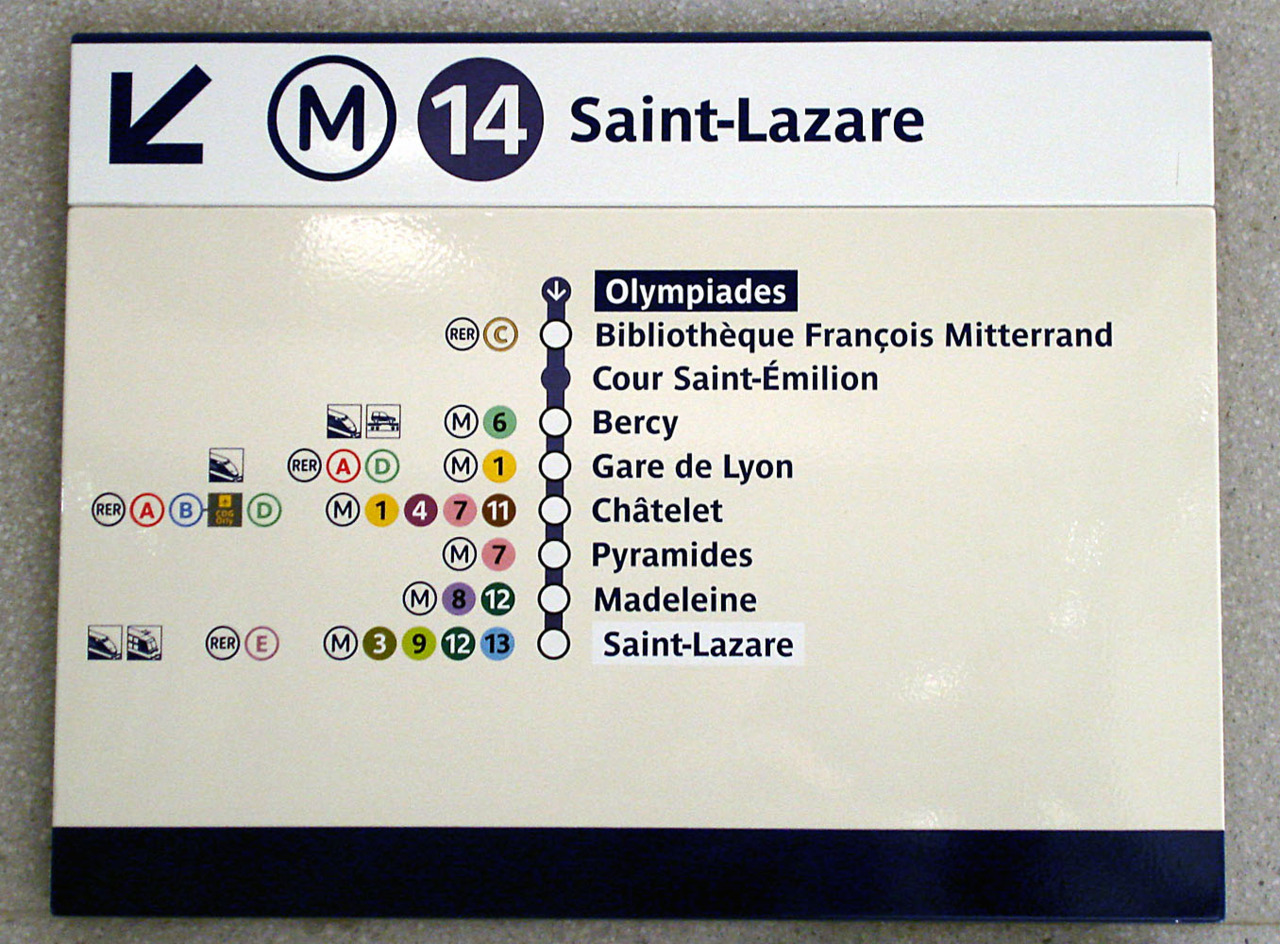 M 14 Saint-Lazare
Olympiades
RER C Bibliothèque François Mitterrand
Cour Saint-Émilion
M 6 Bercy
RER A D M 1 Gare de Lyon
RER A B CDG Orly D M 1 4 7 11 Châtelet
M 7 Pyramides
M 8 12 Madeleine
RER E M 3 9 12 13 Saint-Lazare